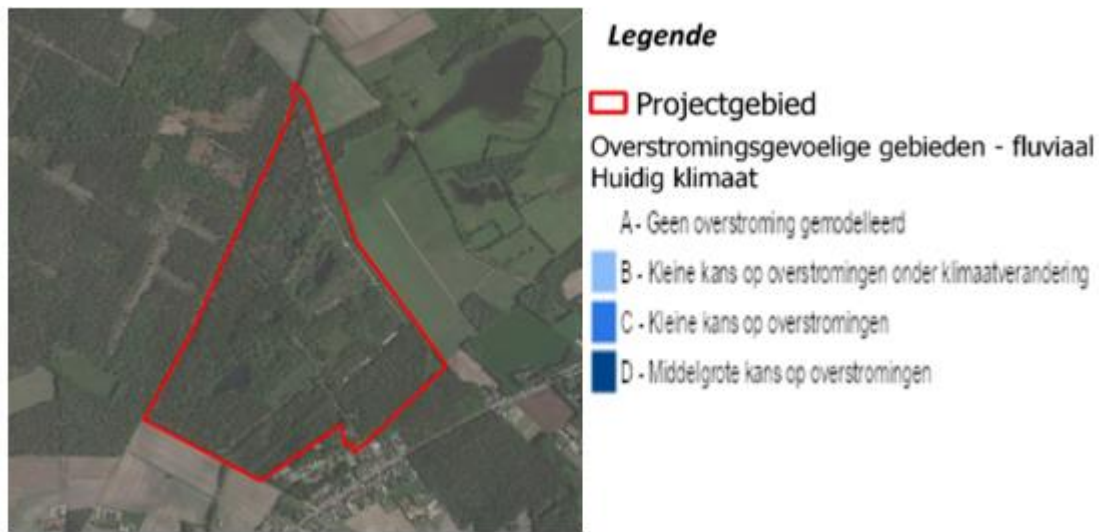 Legende
Projectgebied
Overstromingsgevoelige gebieden - fluviaal
Huidig klimaat
A - Geen overstroming gemodelleerd
B - Kleine kans op overstromingen onder klimaatverandering
C - Kleine kans op overstromingen
D - Middelgrote kans op overstromingen